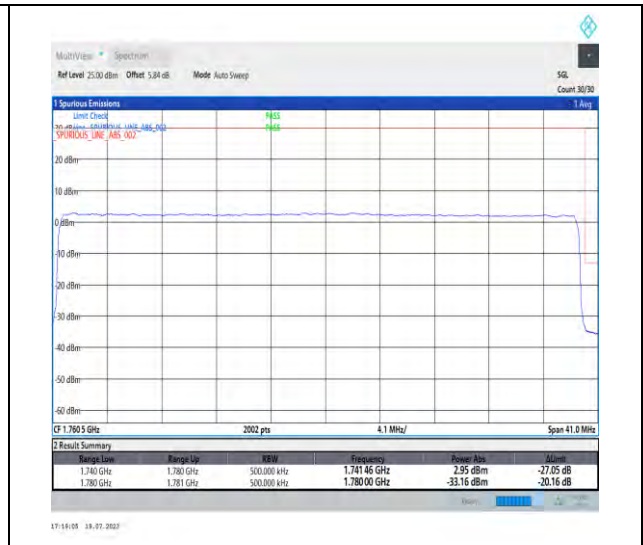 MultiView Spectrum
Ref Level 25.00 dBm Offset 5.84 dB Mode Auto Sweep SGL
Count 30/30
1 Spurious Emissions 1 Avg
Limit Check PASS
Line _SPURIOUS_LINE_ABS_002 PASS
_SPURIOUS_LINE_ABS_002
20 dBm
10 dBm
0 dBm
-10 dBm
-20 dBm
-30 dBm
-40 dBm
-50 dBm
-60 dBm
CF 1.760 5 GHz 2002 pts 4.1 MHz/ Span 41.0 MHz
2 Result Summary
Range Low Range Up RBW Frequency Power Abs ΔLimit
1.740 GHz 1.780 GHz 500.000 kHz 1.741 46 GHz 2.95 dBm -27.05 dB
1.780 GHz 1.781 GHz 500.000 kHz 1.780 00 GHz -33.16 dBm -20.16 dB